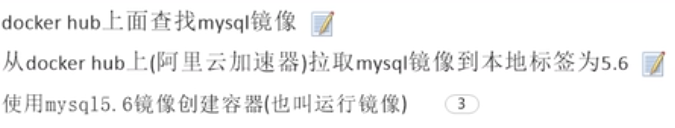 docker hub上面查找mysql镜像
从docker hub上(阿里云加速器)拉取mysql镜像到本地标签为5.6
使用mysql5.6镜像创建容器(也叫运行镜像) 3